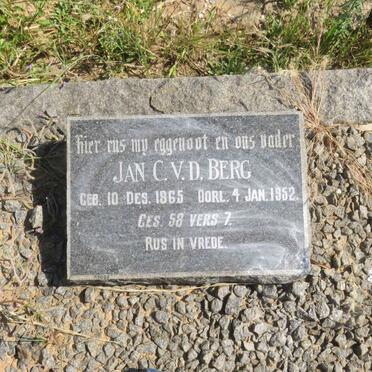 Hier rus my eggenoot en ons vader
JAN C. V. D. BERG
GEB. 10 DES. 1865 OORL. 4 JAN. 1952.
GES. 58 VERS 7.
RUS IN VREDE.